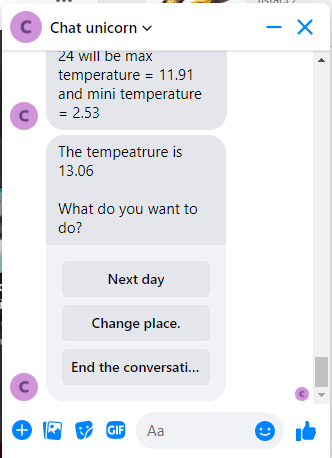 C Chat unicorn
24 will be max
temperature = 11.91
and mini temperature
= 2.53
C
The tempeatrure is
13.06
What do you want to
do?
Next day
Change place.
End the conversati...
C
C
GIF
Aa